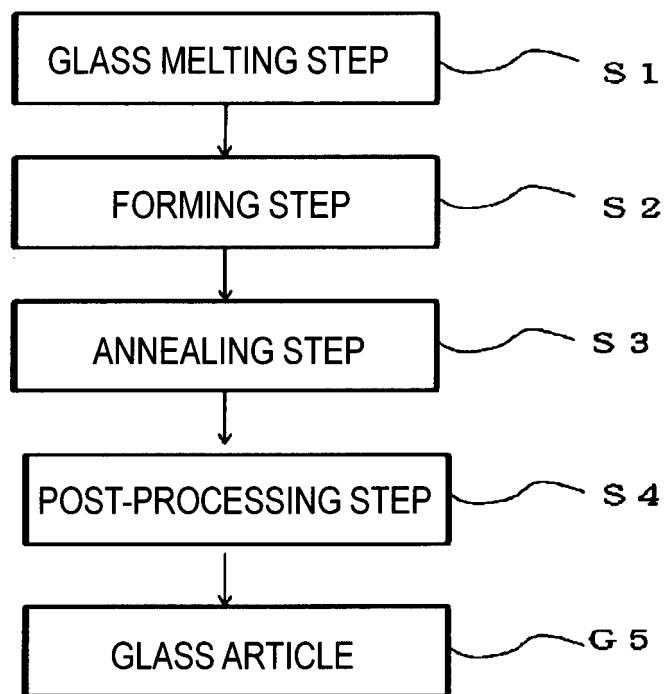 GLASS MELTING STEP
S 1
FORMING STEP
S 2
ANNEALING STEP
S 3
POST-PROCESSING STEP
S 4
GLASS ARTICLE
G 5